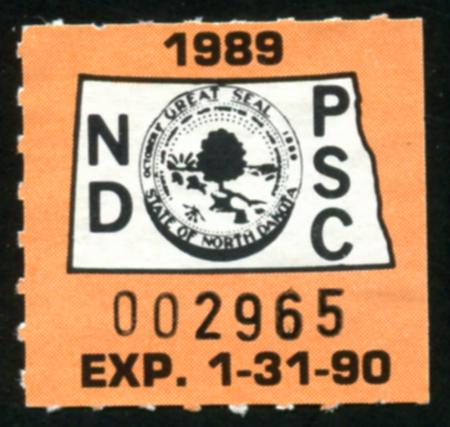 1989
ND
PSC
GREAT SEAL
OCTOBER 1ST 1889
STATE OF NORTH DAKOTA
002965
EXP. 1-31-90